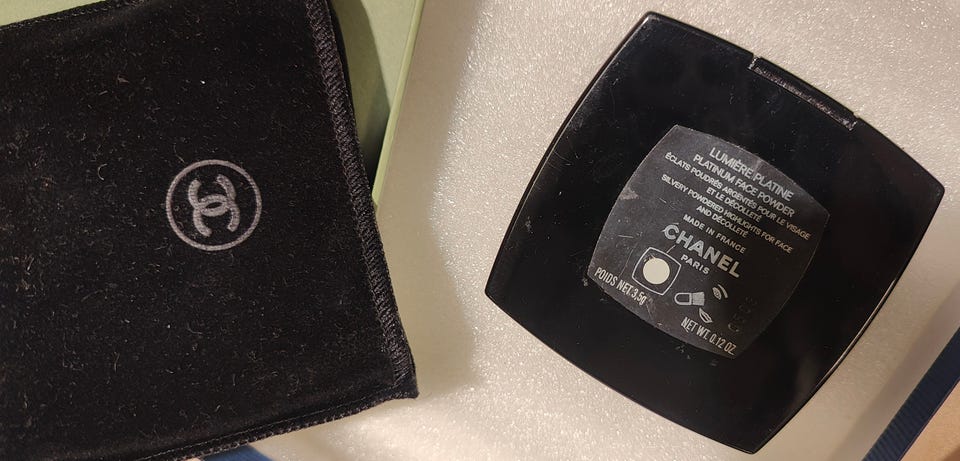 LUMIÈRE PLATINE
PLATINUM FACE POWDER
ÉCLATS POUDRÉS ARGENTÉS POUR LE VISAGE
ET LE DÉCOLLETÉ
SILVERY POWDERED HIGHLIGHTS FOR FACE
AND DÉCOLLETÉ
MADE IN FRANCE
CHANEL
PARIS
POIDS NET 3,5g
NET WT. 0.12 OZ.